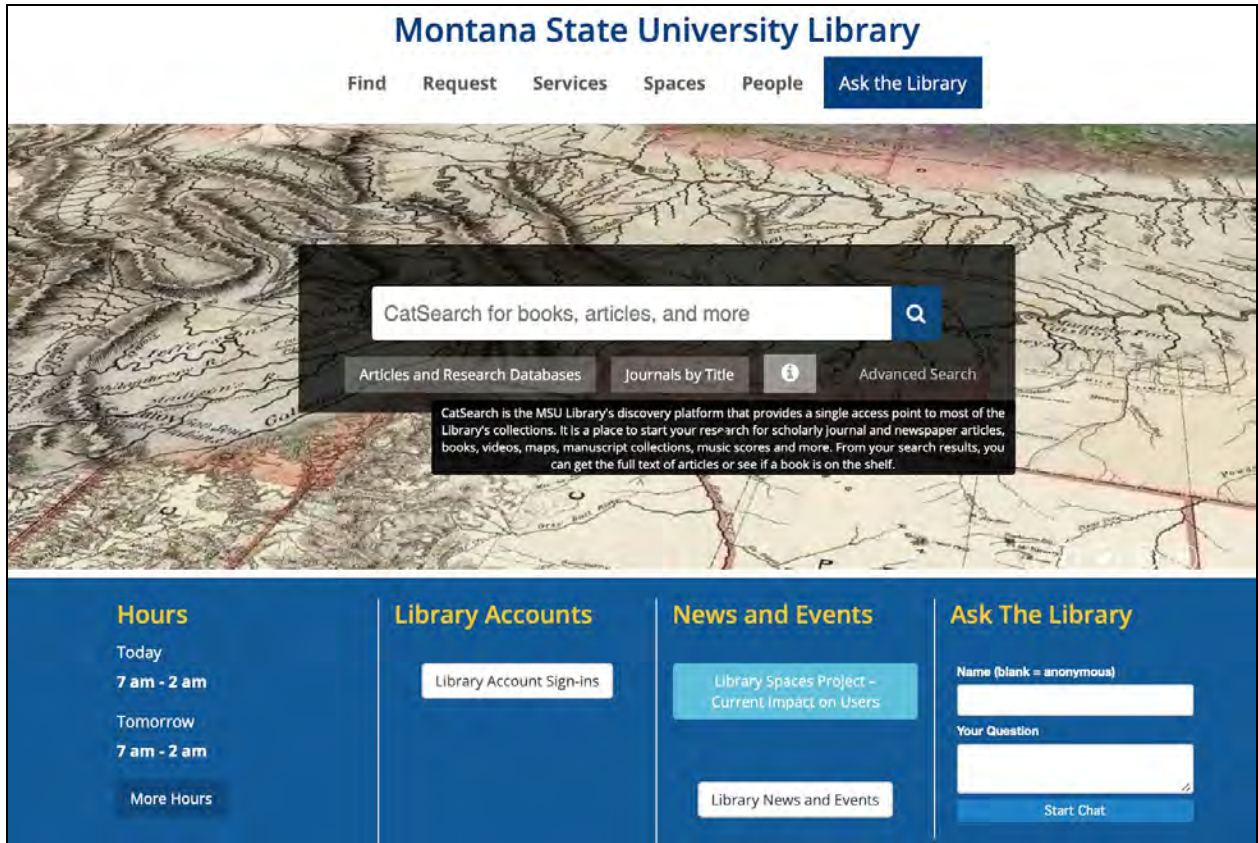 Montana State University Library
Find Request Services Spaces People Ask the Library
CatSearch for books, articles, and more
Articles and Research Databases Journals by Title Advanced Search
CatSearch is the MSU Library's discovery platform that provides a single access point to most of the
Library's collections. It is a place to start your research for scholarly journal and newspaper articles,
books, videos, maps, manuscript collections, music scores and more. From your search results, you
can get the full text of articles or see if a book is on the shelf.
Hours
Today
7 am - 2 am
Tomorrow
7 am - 2 am
More Hours
Library Accounts
Library Account Sign-ins
News and Events
Library Spaces Project –
Current Impact on Users
Library News and Events
Ask The Library
Name (blank = anonymous)
Your Question
Start Chat